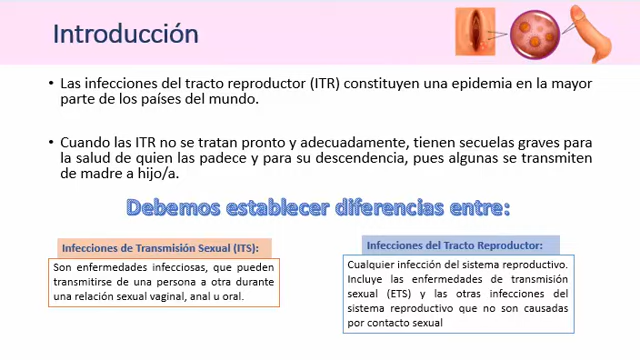 Introducción
• Las infecciones del tracto reproductor (ITR) constituyen una epidemia en la mayor
parte de los países del mundo.
• Cuando las ITR no se tratan pronto y adecuadamente, tienen secuelas graves para
la salud de quien las padece y para su descendencia, pues algunas se transmiten
de madre a hijo/a.
Debemos establecer diferencias entre:
Infecciones de Transmisión Sexual (ITS):
Son enfermedades infecciosas, que pueden
transmitirse de una persona a otra durante
una relación sexual vaginal, anal u oral.
Infecciones del Tracto Reproductor:
Cualquier infección del sistema reproductivo.
Incluye las enfermedades de transmisión
sexual (ETS) y las otras infecciones del
sistema reproductivo que no son causadas
por contacto sexual